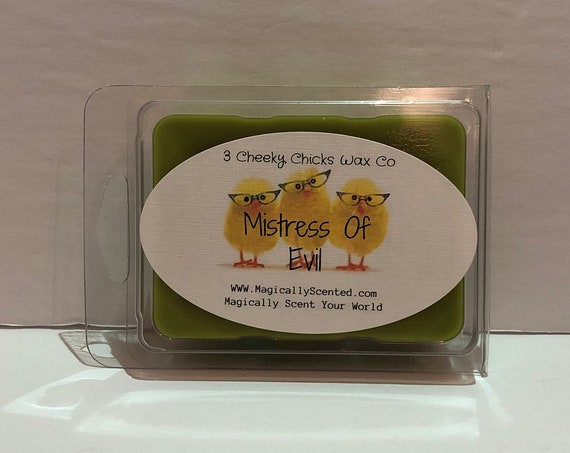 3 Cheeky Chicks Wax Co
Mistress Of
Evil
www.MagicallyScented.com
Magically Scent Your World